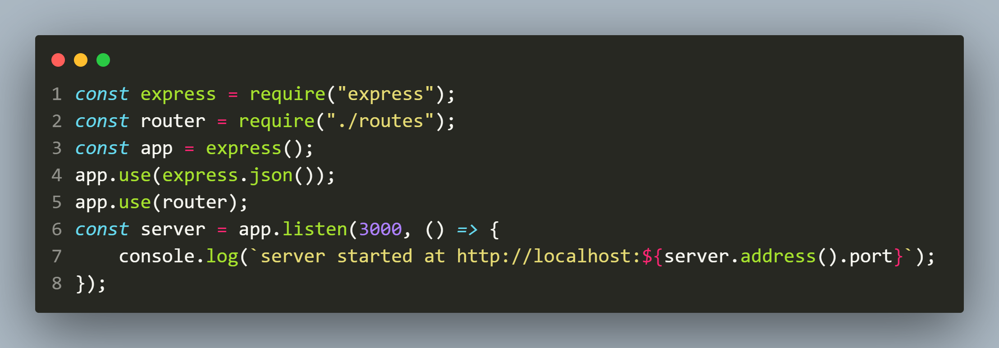 1 const express = require("express");
2 const router = require("./routes");
3 const app = express();
4 app.use(express.json());
5 app.use(router);
6 const server = app.listen(3000, () => {
7     console.log(`server started at http://localhost:${server.address().port}`);
8 });